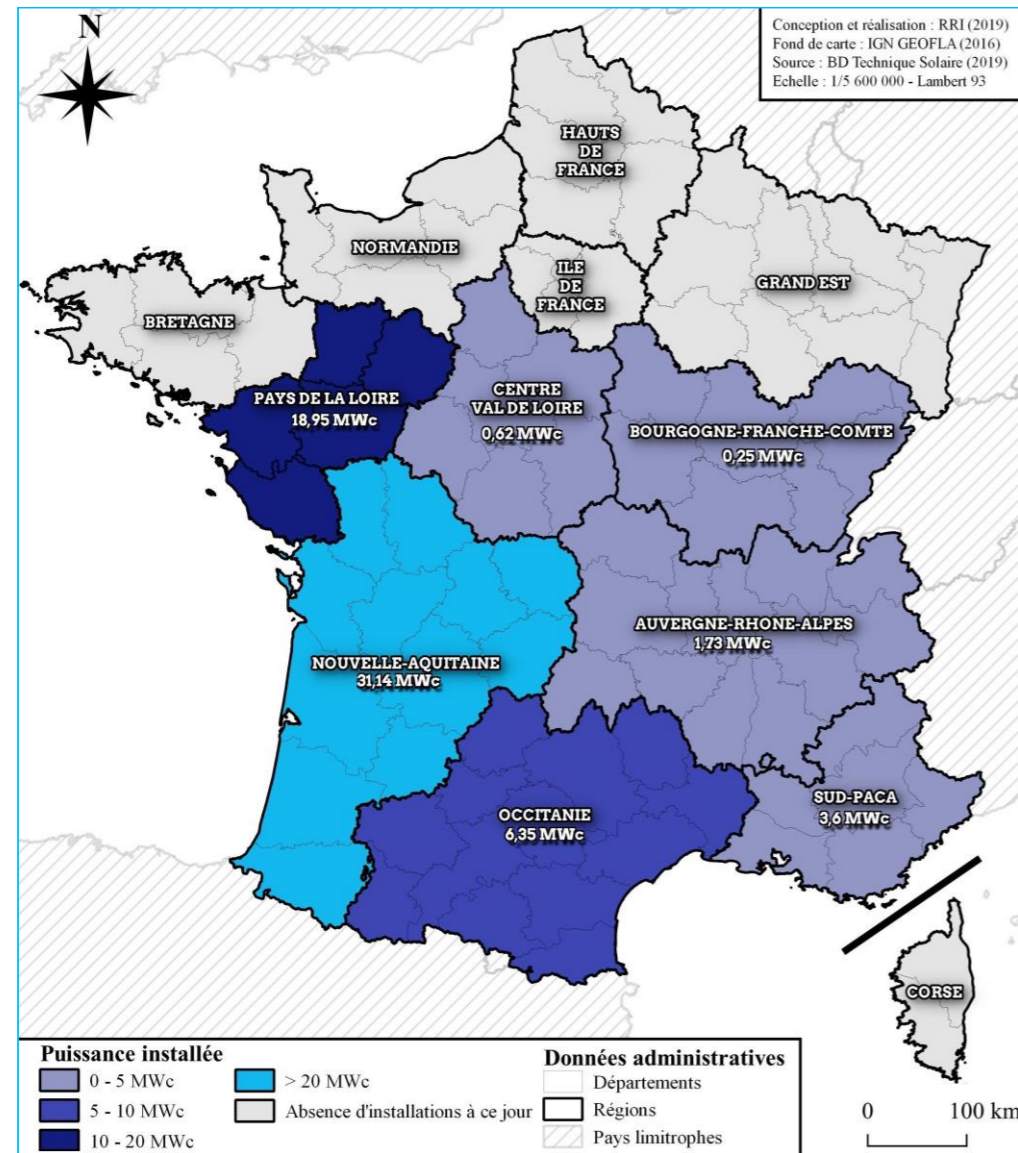 N
Conception et réalisation : RRI (2019)
Fond de carte : IGN GEOFLA (2016)
Source : BD Technique Solaire (2019)
Echelle : 1/5 600 000 - Lambert 93
HAUTS
DE
FRANCE
NORMANDIE
ILE
DE
FRANCE
GRAND EST
BRETAGNE
PAYS DE LA LOIRE
18,95 MWc
CENTRE
VAL DE LOIRE
0,62 MWc
BOURGOGNE-FRANCHE-COMTE
0,25 MWc
AUVERGNE-RHONE-ALPES
1,73 MWc
NOUVELLE-AQUITAINE
31,14 MWc
OCCITANIE
6,35 MWc
SUD-PACA
3,6 MWc
CORSE
Puissance installée
0 - 5 MWc
5 - 10 MWc
10 - 20 MWc
> 20 MWc
Absence d'installations à ce jour
Données administratives
Départements
Régions
Pays limitrophes
0 100 km